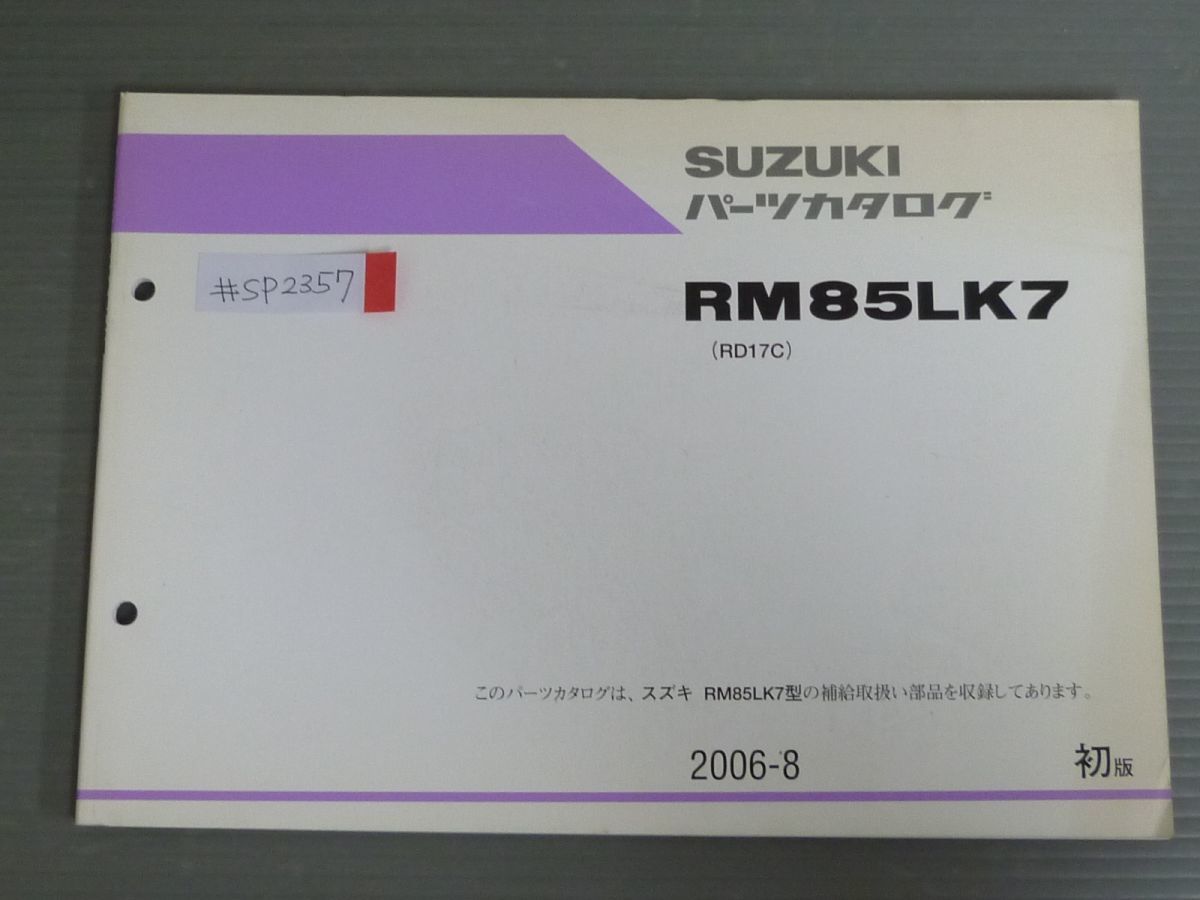 SUZUKI
パーツカタログ
#SP2357
RM85LK7
(RD17C)
このパーツカタログは、スズキ RM85LK7型の補給取扱い部品を収録してあります。
2006-8 初版